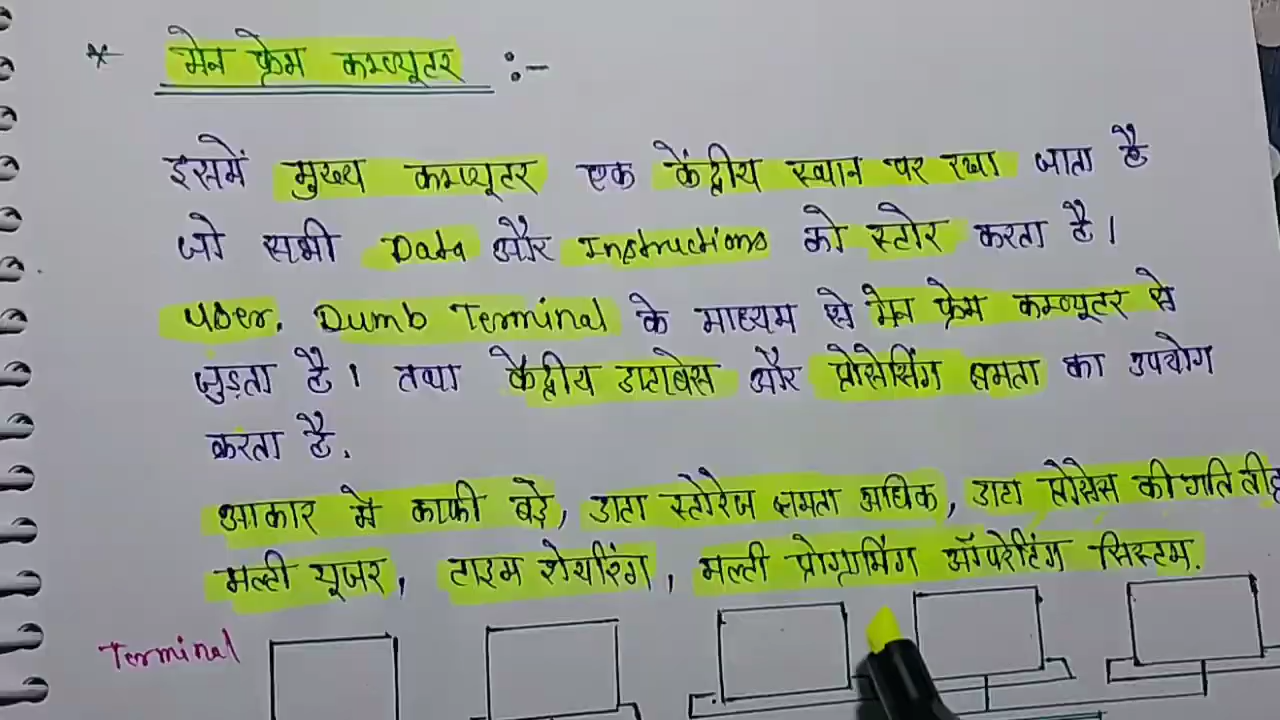 * मेन फ्रेम कम्प्यूटर :-
इसमें मुख्य कम्प्यूटर एक केंद्रीय स्थान पर रखा जाता है
जो सभी Data और Instructions को स्टोर करता है।
User, Dumb Terminal के माध्यम से मेन फ्रेम कम्प्यूटर से
जुड़ता है। तथा केंद्रीय डाटाबेस और प्रोसेसिंग क्षमता का उपयोग
करता है.
आकार में काफी बड़े, डाटा स्टोरेज क्षमता अधिक, डाटा प्रोसेस की गति
मल्टी यूजर, टाइम शेयरिंग, मल्टी प्रोग्रामिंग ऑपरेटिंग सिस्टम.
Terminal